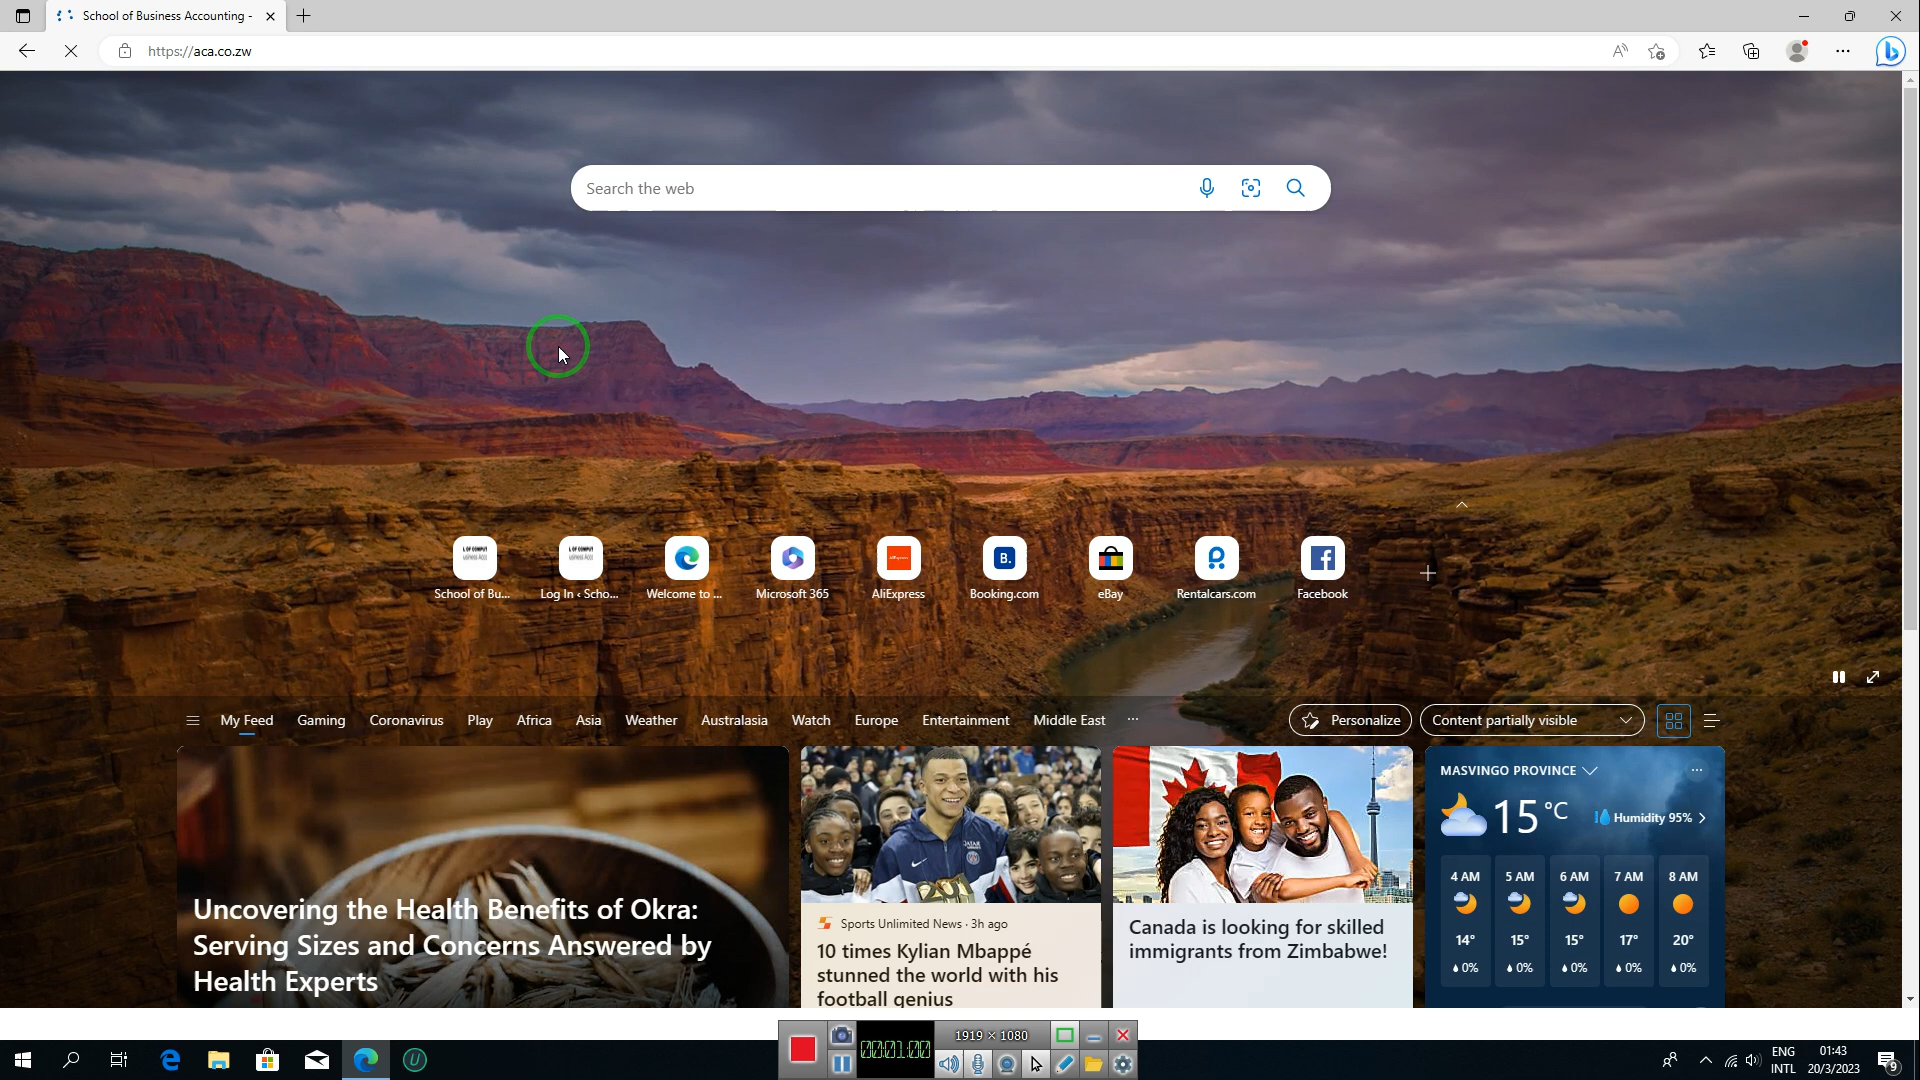 School of Business Accounting -
https://aca.co.zw
Search the web
School of Bu...
Log In ‹ Scho...
Welcome to ...
Microsoft 365
AliExpress
Booking.com
eBay
Rentalcars.com
Facebook
B.
My Feed
Gaming
Coronavirus
Play
Africa
Asia
Weather
Australasia
Watch
Europe
Entertainment
Middle East
Personalize
Content partially visible
Uncovering the Health Benefits of Okra:
Serving Sizes and Concerns Answered by
Health Experts
Sports Unlimited News · 3h ago
10 times Kylian Mbappé
stunned the world with his
football genius
Canada is looking for skilled
immigrants from Zimbabwe!
MASVINGO PROVINCE
15 °C
Humidity 95%
4 AM 5 AM 6 AM 7 AM 8 AM
14° 15° 15° 17° 20°
0% 0% 0% 0% 0%
00:01:00
1919 × 1080
ENG
INTL
01:43
20/3/2023
9